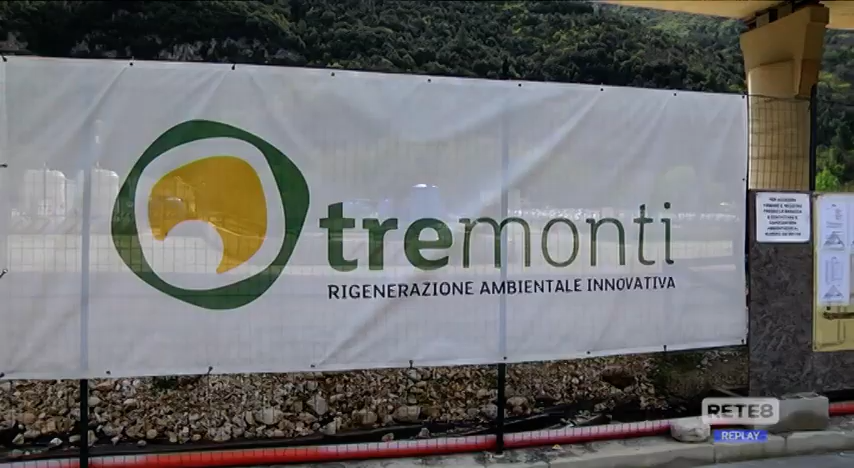 tremonti
RIGENERAZIONE AMBIENTALE INNOVATIVA
RETE8
REPLAY